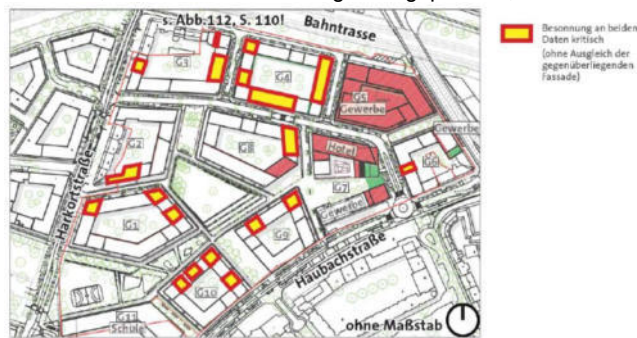 s. Abb.112, S. 110!
Bahntrasse
Besonnung an beiden
Daten kritisch
(ohne Ausgleich der
gegenüberliegenden
Fassade)
G3
G4
G5
Gewerbe
Gewerbe
G2
G8
Hotel
G6
G7
Harkortstraße
G1
G9
Gewerbe
Haubachstraße
G10
G11
Schule
ohne Maßstab